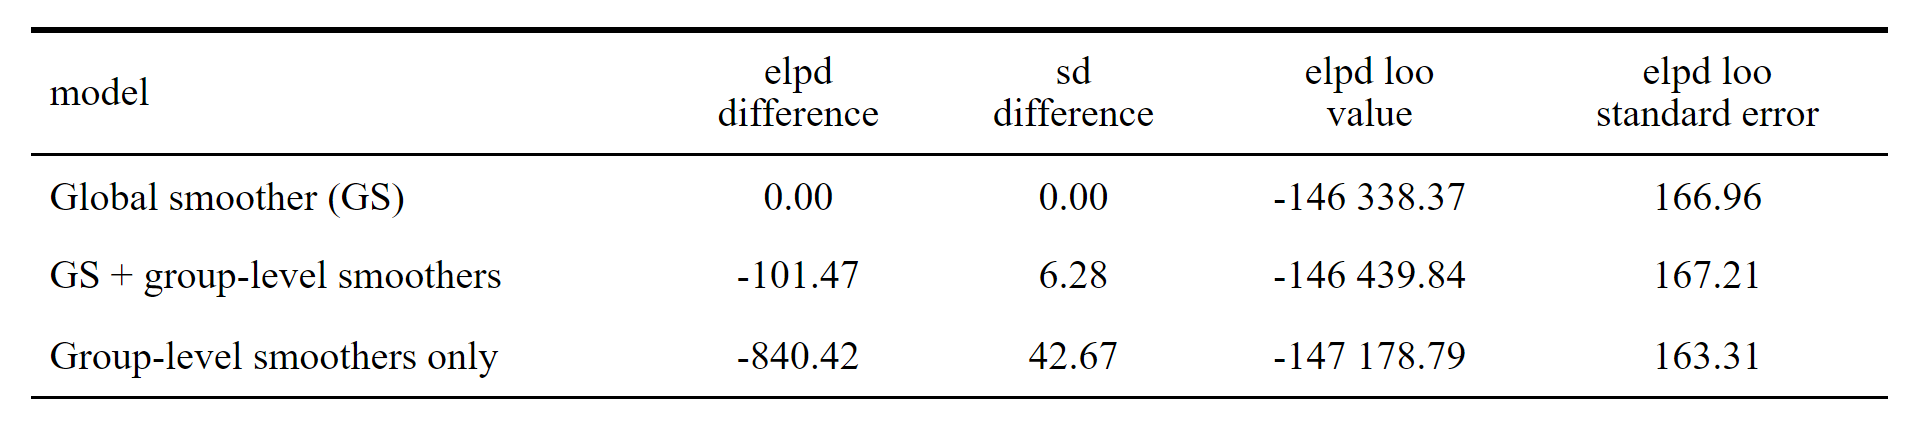 model elpd difference sd difference elpd loo value elpd loo standard error
Global smoother (GS) 0.00 0.00 -146 338.37 166.96
GS + group-level smoothers -101.47 6.28 -146 439.84 167.21
Group-level smoothers only -840.42 42.67 -147 178.79 163.31